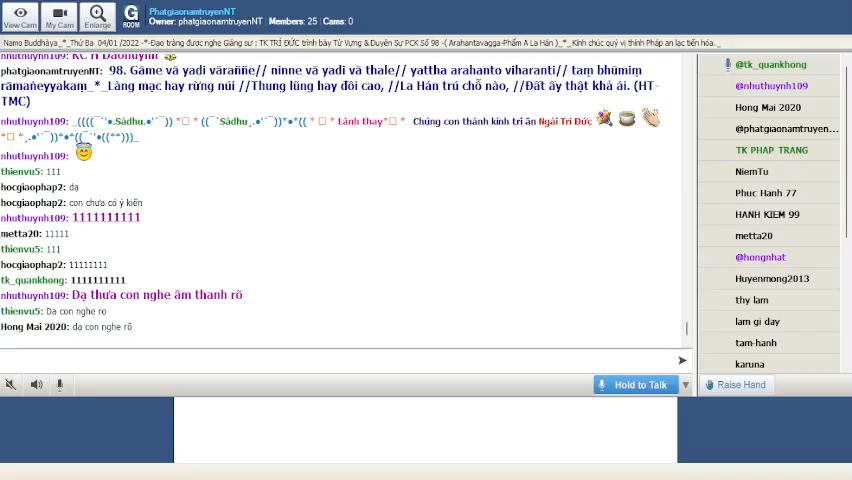 View Cam
My Cam
Enlarge
G
ROOM
PhatgiaonamtruyenNT
Owner: phatgiaonamtruyenNT | Members: 25 | Cams: 0
Namo Buddhàya_*_Thứ Ba 04/01 /2022 -*-Đạo tràng được nghe Giảng sư : TK TRÍ ĐỨC trình bày Từ Vựng & Duyên Sự PCK Số 98 -( Arahantavagga-Phẩm A La Hán )_*_Kính chúc quý vị thính Pháp an lạc tiến hóa._
phatgiaonamtruyenNT: 98. Gāme vā yadi vāraññe// ninne vā yadi vā thale// yattha arahanto viharanti// taṃ bhūmiṃ
rāmaṇeyyakaṃ_*_Làng mạc hay rừng núi //Thung lũng hay đồi cao, //La Hán trú chỗ nào, //Đất ấy thật khả ái. (HT-
TMC)
nhuthuynh109: _((((¯`'•.Sàdhu.•'´¯)) *□ * ((¯`Sàdhu¸.•'´¯))*•*(( * □ * Lành thay*□ * Chúng con thành kính tri ân Ngài Trí Đức
*□ *¸.•'´¯))*•*((¯`'•((**)))_
nhuthuynh109:
thienvu5: 111
hocgiaophap2: dạ
hocgiaophap2: con chưa có ý kiến
nhuthuynh109: 1111111111
metta20: 11111
thienvu5: 111
hocgiaophap2: 11111111
tk_quankhong: 1111111111
nhuthuynh109: Dạ thưa con nghe âm thanh rõ
thienvu5: Da con nghe ro
Hong Mai 2020: dạ con nghe rõ
Hold to Talk
@tk_quankhong
@nhuthuynh109
Hong Mai 2020
@phatgiaonamtruyen...
TK PHAP TRANG
NiemTu
Phuc Hanh 77
HANH KIEM 99
metta20
@hongnhat
Huyenmong2013
thy lam
lam gi day
tam-hanh
karuna
Raise Hand